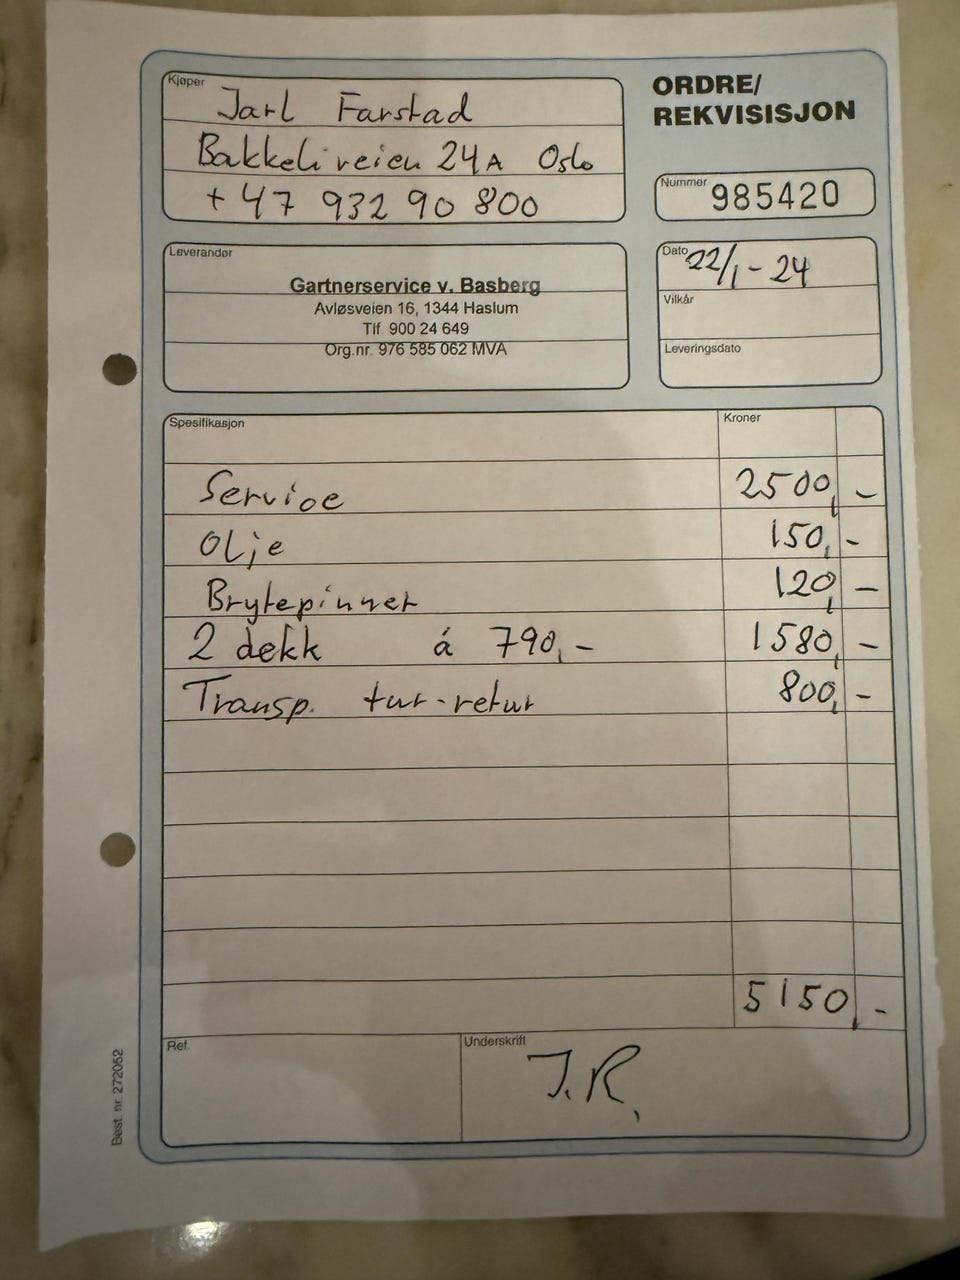 Kjøper
Jarl Farstad
Bakkeliveien 24A Oslo
+47 932 90 800
ORDRE/
REKVISISJON
Nummer 985420
Leverandør
Gartnerservice v. Basberg
Avløsveien 16, 1344 Haslum
Tlf. 900 24 649
Org.nr. 976 585 062 MVA
Dato 22/1-24
Vilkår
Leveringsdato
Spesifikasjon Kroner
Service 2500,-
Olje 150,-
Brytepinner 120,-
2 dekk á 790,- 1580,-
Transp. tur-retur 800,-
5150,-
Ref. Underskrift
J.R.
Best. nr. 272052